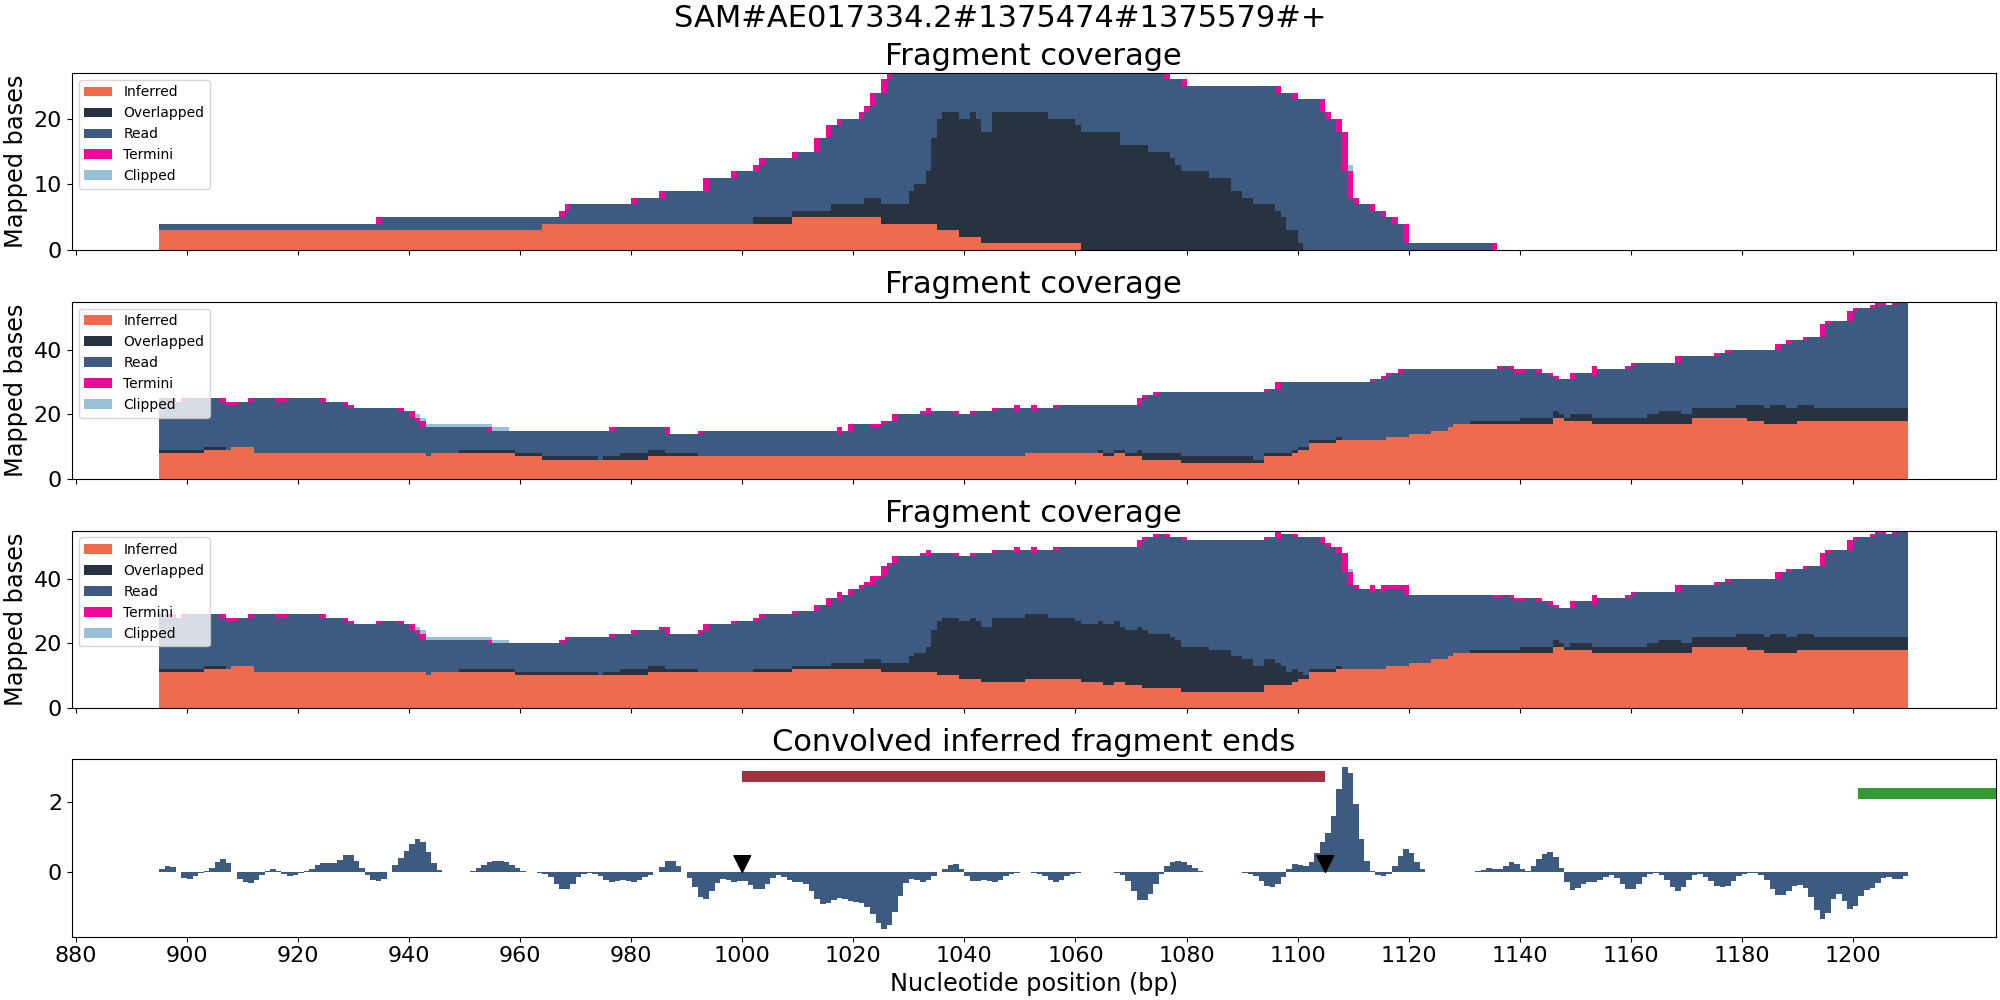 SAM#AE017334.2#1375474#1375579#+
Fragment coverage
Mapped bases
20
10
0
Inferred
Overlapped
Read
Termini
Clipped
Fragment coverage
Mapped bases
40
20
0
Inferred
Overlapped
Read
Termini
Clipped
Fragment coverage
Mapped bases
40
20
0
Inferred
Overlapped
Read
Termini
Clipped
Convolved inferred fragment ends
2
0
880 900 920 940 960 980 1000 1020 1040 1060 1080 1100 1120 1140 1160 1180 1200
Nucleotide position (bp)